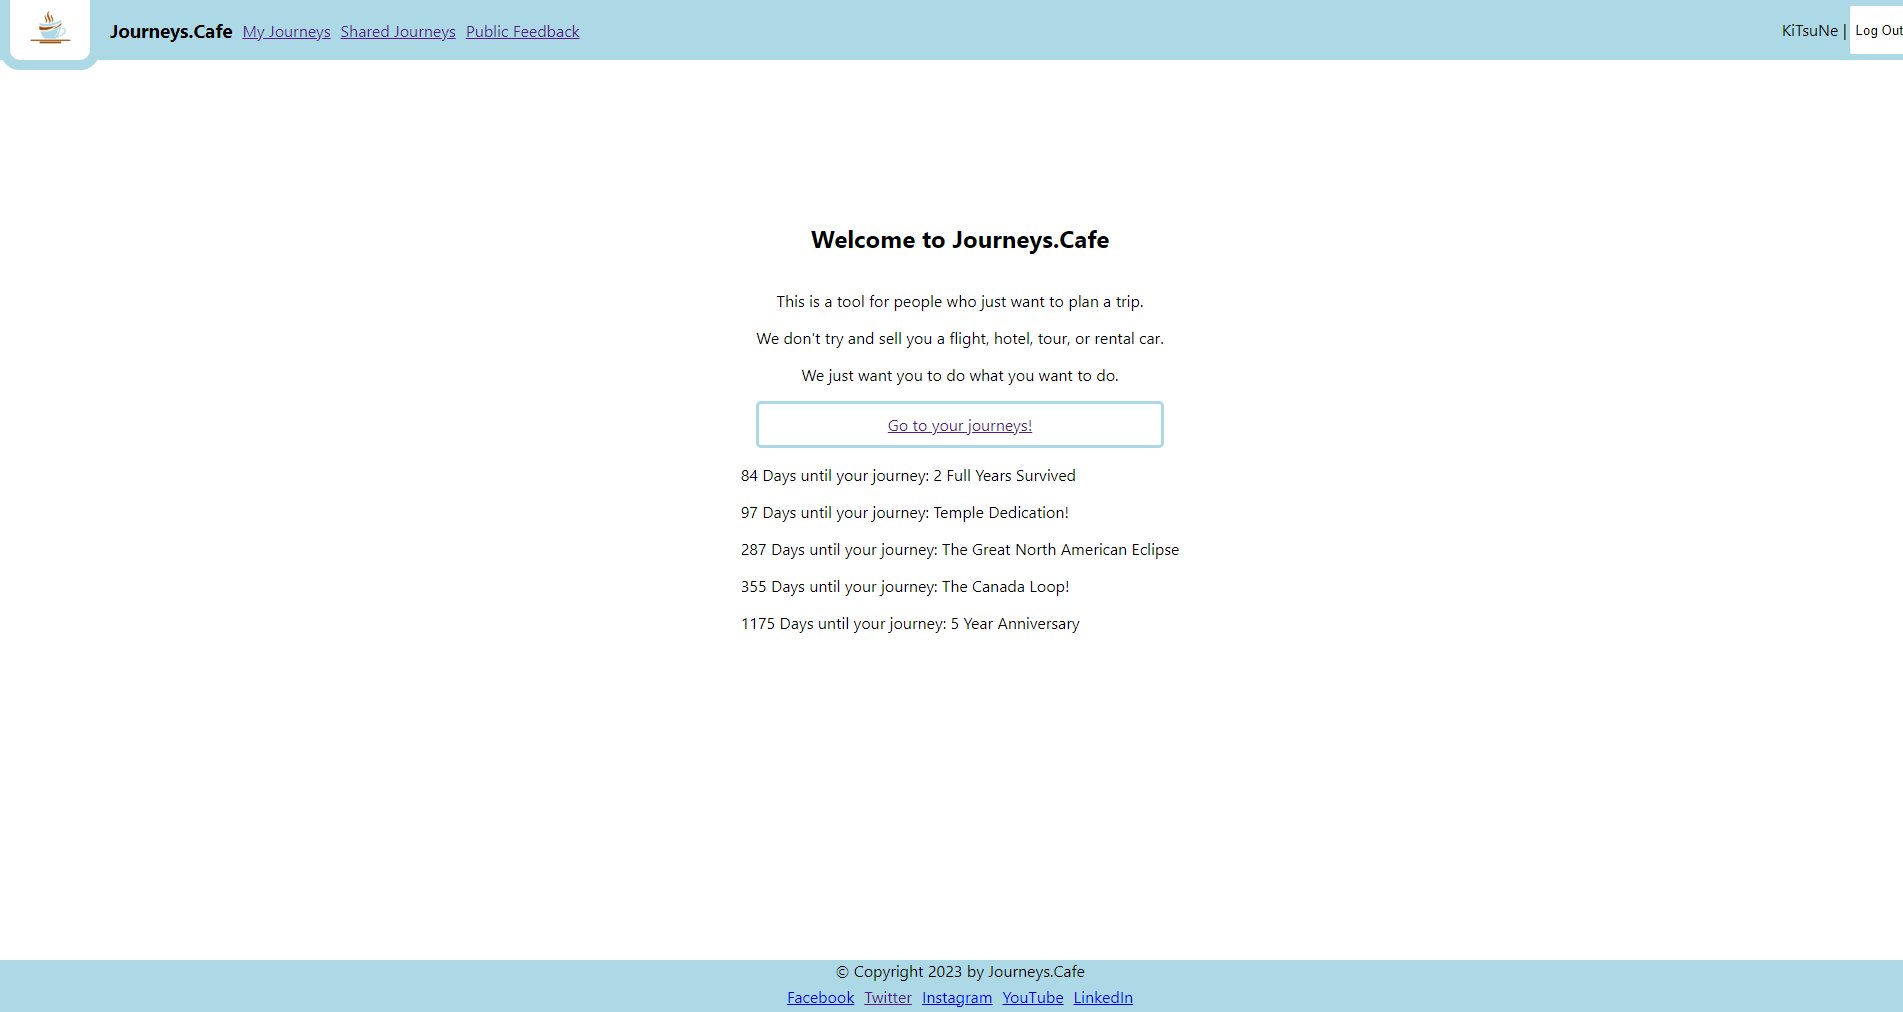 Journeys.Cafe My Journeys Shared Journeys Public Feedback KiTsuNe | Log Out
Welcome to Journeys.Cafe
This is a tool for people who just want to plan a trip.
We don't try and sell you a flight, hotel, tour, or rental car.
We just want you to do what you want to do.
Go to your journeys!
84 Days until your journey: 2 Full Years Survived
97 Days until your journey: Temple Dedication!
287 Days until your journey: The Great North American Eclipse
355 Days until your journey: The Canada Loop!
1175 Days until your journey: 5 Year Anniversary
© Copyright 2023 by Journeys.Cafe
Facebook Twitter Instagram YouTube LinkedIn